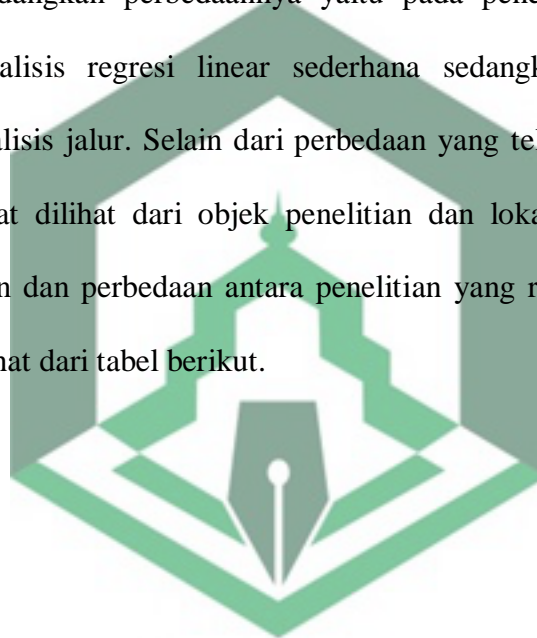 dangkan perbedaannya yaitu pada pene
alisis regresi linear sederhana sedangk
alisis jalur. Selain dari perbedaan yang te
at dilihat dari objek penelitian dan loka
n dan perbedaan antara penelitian yang
hat dari tabel berikut.